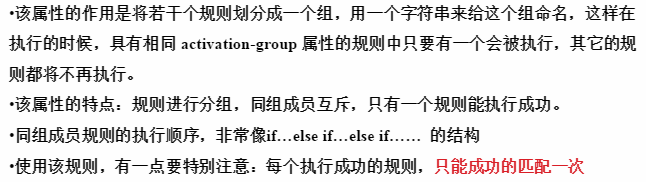 •该属性的作用是将若干个规则划分成一个组，用一个字符串来给这个组命名，这样在
执行的时候，具有相同 activation-group 属性的规则中只要有一个会被执行，其它的规
则都将不再执行。
•该属性的特点：规则进行分组，同组成员互斥，只有一个规则能执行成功。
•同组成员规则的执行顺序，非常像if…else if…else if…… 的结构
•使用该规则，有一点要特别注意：每个执行成功的规则，只能成功的匹配一次